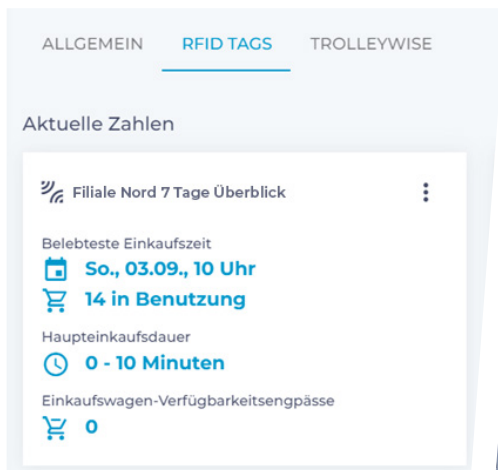 ALLGEMEIN RFID TAGS TROLLEYWISE
Aktuelle Zahlen
Filiale Nord 7 Tage Überblick
Belebteste Einkaufszeit
So., 03.09., 10 Uhr
14 in Benutzung
Haupteinkaufsdauer
0 - 10 Minuten
Einkaufswagen-Verfügbarkeitsengpässe
0